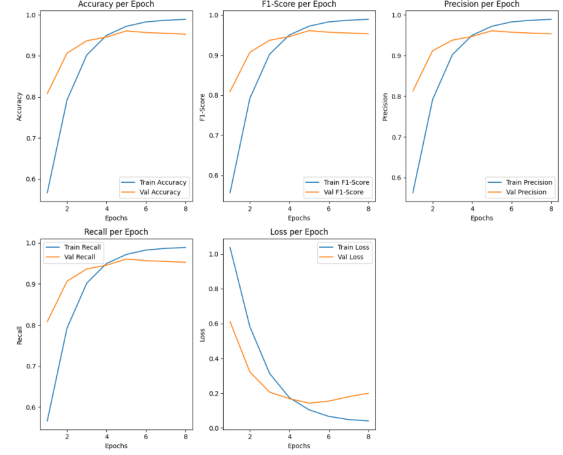 Accuracy per Epoch
1.0
0.9
0.8
0.7
0.6
Accuracy
Train Accuracy
Val Accuracy
2 4 6 8
Epochs
F1-Score per Epoch
1.0
0.9
0.8
0.7
0.6
F1-Score
Train F1-Score
Val F1-Score
2 4 6 8
Epochs
Precision per Epoch
1.0
0.9
0.8
0.7
0.6
Precision
Train Precision
Val Precision
2 4 6 8
Epochs
Recall per Epoch
1.0
0.9
0.8
0.7
0.6
Recall
Train Recall
Val Recall
2 4 6 8
Epochs
Loss per Epoch
1.0
0.8
0.6
0.4
0.2
0.0
Loss
Train Loss
Val Loss
2 4 6 8
Epochs